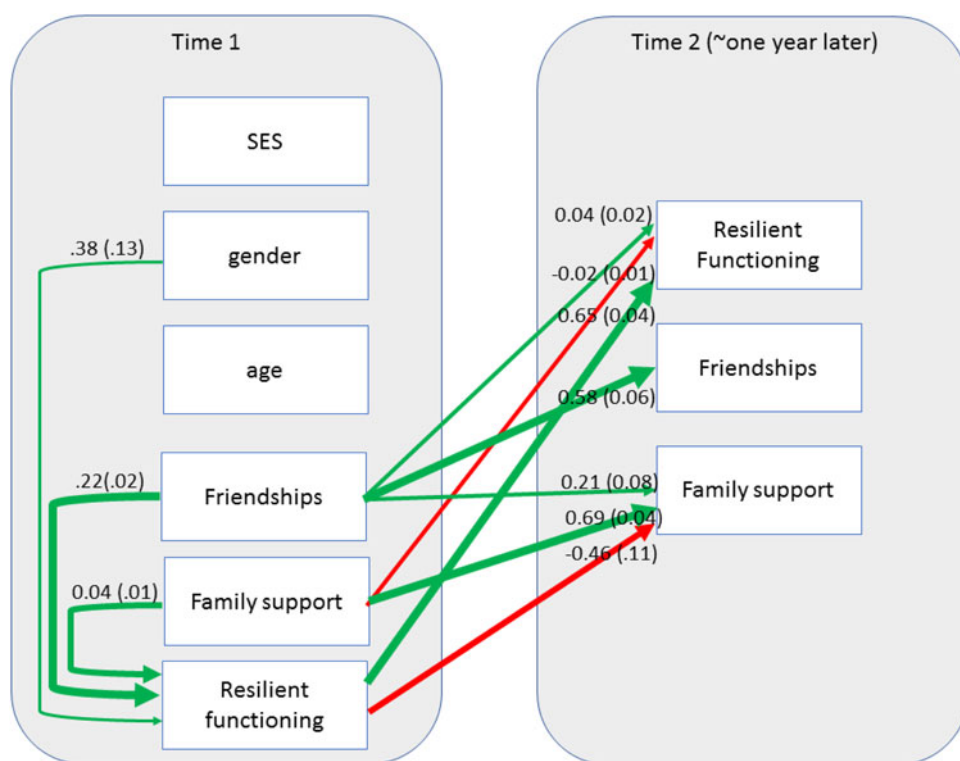 Time 1
SES
gender
.38 (.13)
age
Friendships
.22(.02)
Family support
0.04 (.01)
Resilient
functioning
Time 2 (~one year later)
0.04 (0.02)
Resilient
Functioning
-0.02 (0.01)
0.65 (0.04)
Friendships
0.58 (0.06)
0.21 (0.08)
Family support
0.69 (0.04)
-0.46 (.11)